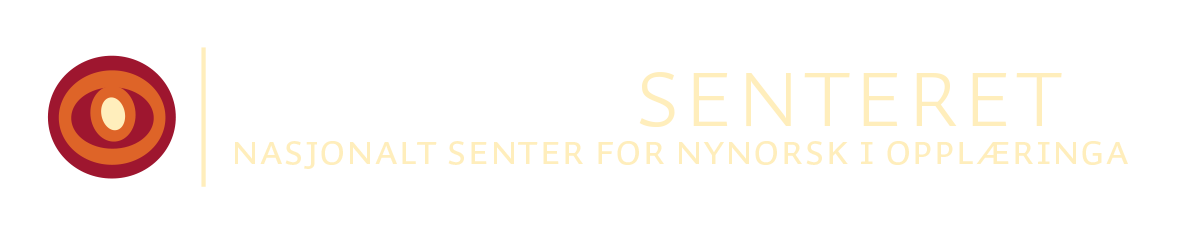 SENTERET
NASJONALT SENTER FOR NYNORSK I OPPLÆRINGA